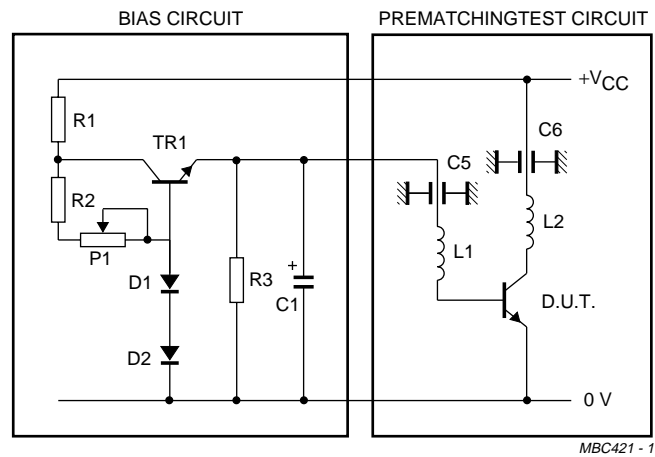 BIAS CIRCUIT
PREMATCHINGTEST CIRCUIT
+VCC
R1
TR1
C6
C5
R2
L2
P1
L1
D1
R3
+
C1
D.U.T.
D2
0 V
MBC421 - 1